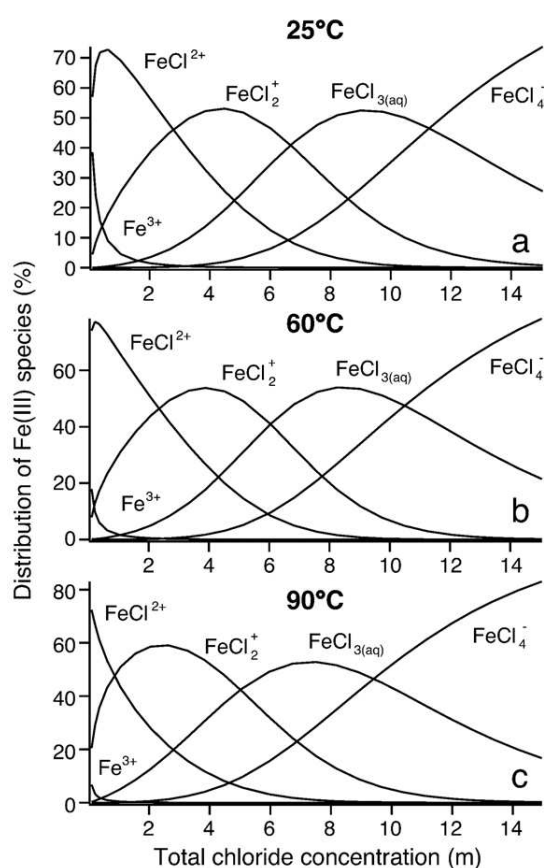 25°C
70
60
50
40
30
20
10
0
FeCl²⁺
FeCl₂⁺
FeCl₃₍ₐq₎
FeCl₄⁻
Fe³⁺
a
2 4 6 8 10 12 14
60°C
60
40
20
0
FeCl²⁺
FeCl₂⁺
FeCl₃₍ₐq₎
FeCl₄⁻
Fe³⁺
b
2 4 6 8 10 12 14
90°C
80
60
40
20
0
FeCl²⁺
FeCl₂⁺
FeCl₃₍ₐq₎
FeCl₄⁻
Fe³⁺
c
2 4 6 8 10 12 14
Distribution of Fe(III) species (%)
Total chloride concentration (m)